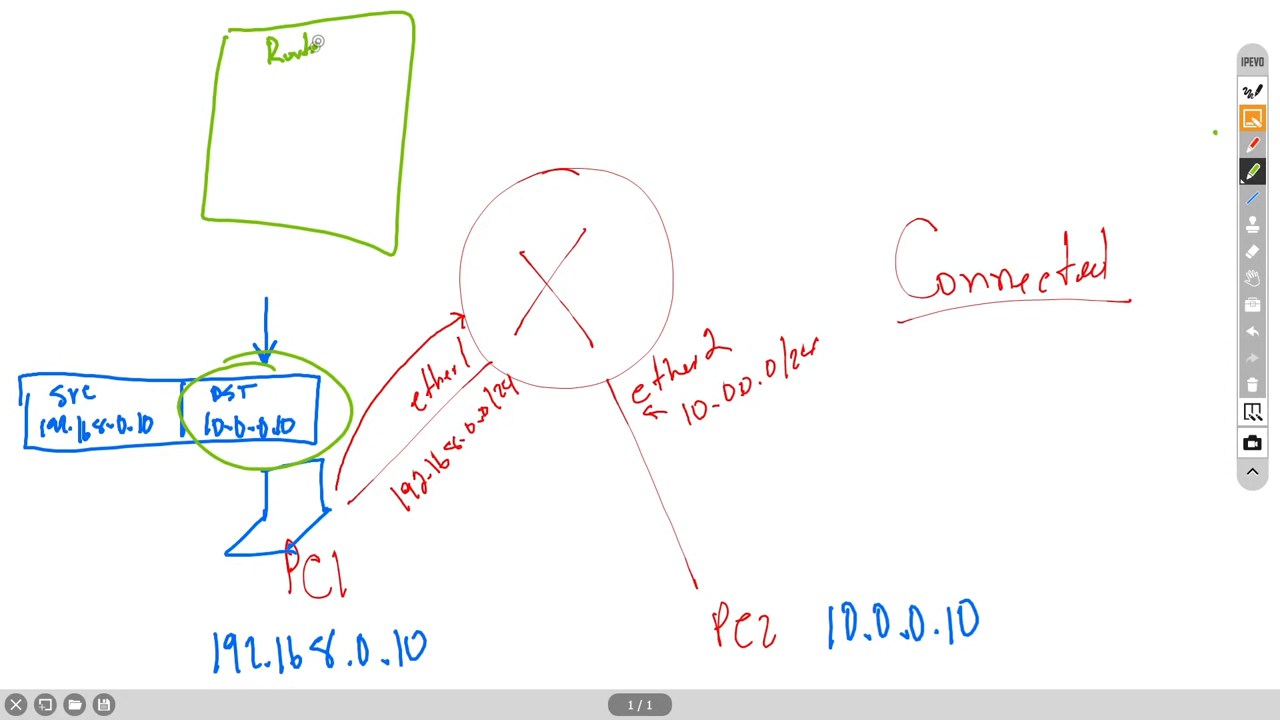 Route
Connected
ether1
192.168.0.0/24
ether2
10.0.0.0/24
SrC
192.168.0.10
DST
10.0.0.10
PC1
192.168.0.10
PC2 10.0.0.10
IPEVO
1 / 1